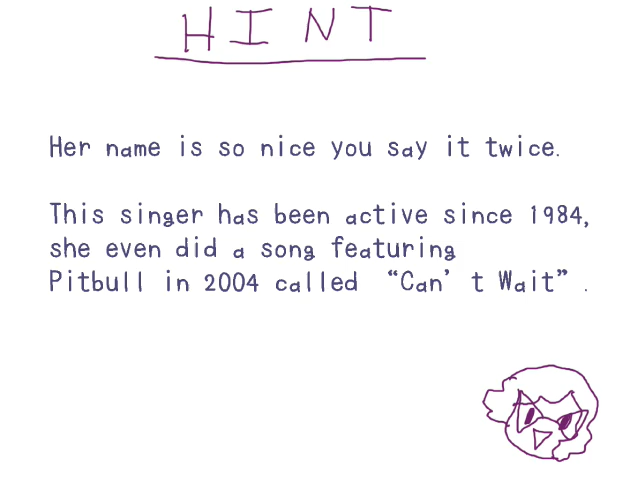 HINT
Her name is so nice you say it twice.
This singer has been active since 1984,
she even did a song featuring
Pitbull in 2004 called “Can’t Wait”.